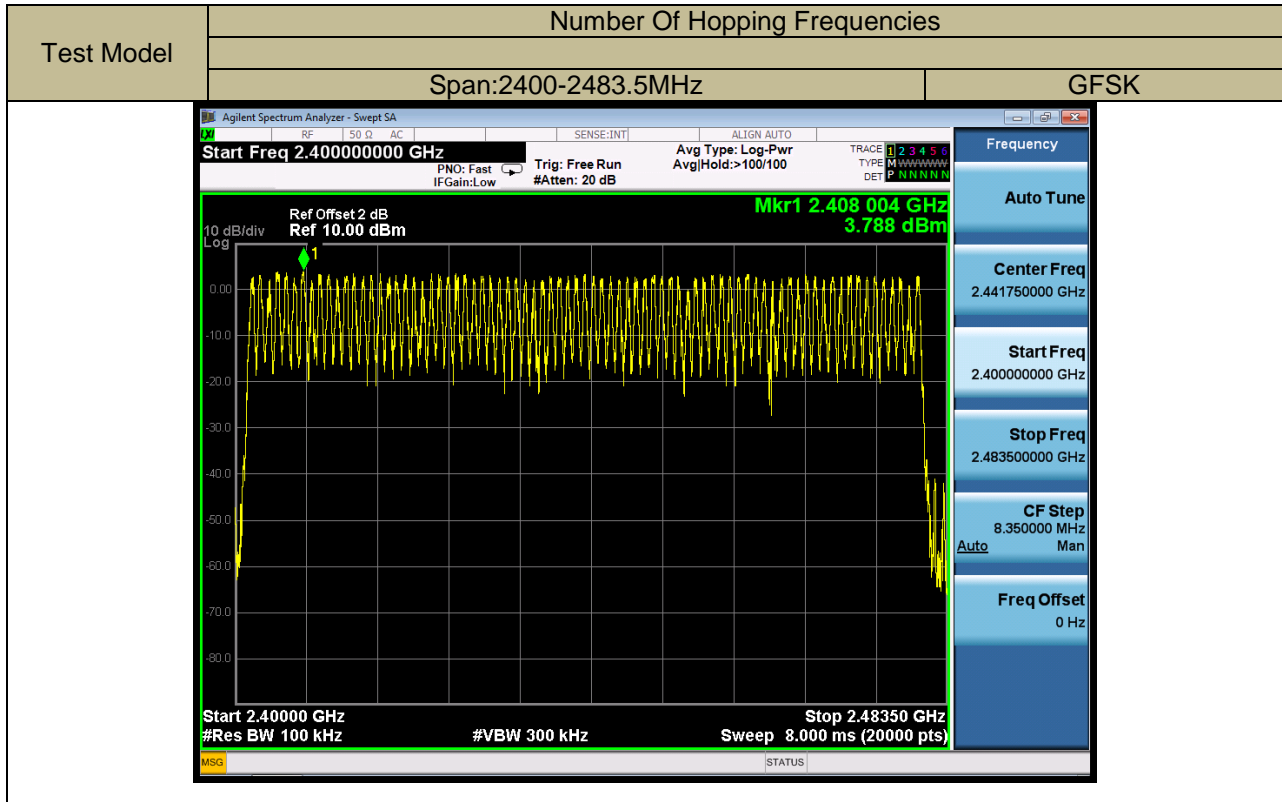 Test Model
Number Of Hopping Frequencies
Span:2400-2483.5MHz
GFSK
Agilent Spectrum Analyzer - Swept SA
LXI
RF
50 Ω
AC
SENSE:INT
ALIGN AUTO
Start Freq 2.400000000 GHz
PNO: Fast
IFGain:Low
Trig: Free Run
#Atten: 20 dB
Avg Type: Log-Pwr
Avg|Hold:>100/100
TRACE 1 2 3 4 5 6
TYPE M WWWWW
DET P N N N N N
Mkr1 2.408 004 GHz
3.788 dBm
Ref Offset 2 dB
10 dB/div Ref 10.00 dBm
Log
1
0.00
-10.0
-20.0
-30.0
-40.0
-50.0
-60.0
-70.0
-80.0
Start 2.40000 GHz
Stop 2.48350 GHz
#Res BW 100 kHz
#VBW 300 kHz
Sweep 8.000 ms (20000 pts)
MSG
STATUS
Frequency
Auto Tune
Center Freq
2.441750000 GHz
Start Freq
2.400000000 GHz
Stop Freq
2.483500000 GHz
CF Step
8.350000 MHz
Auto Man
Freq Offset
0 Hz